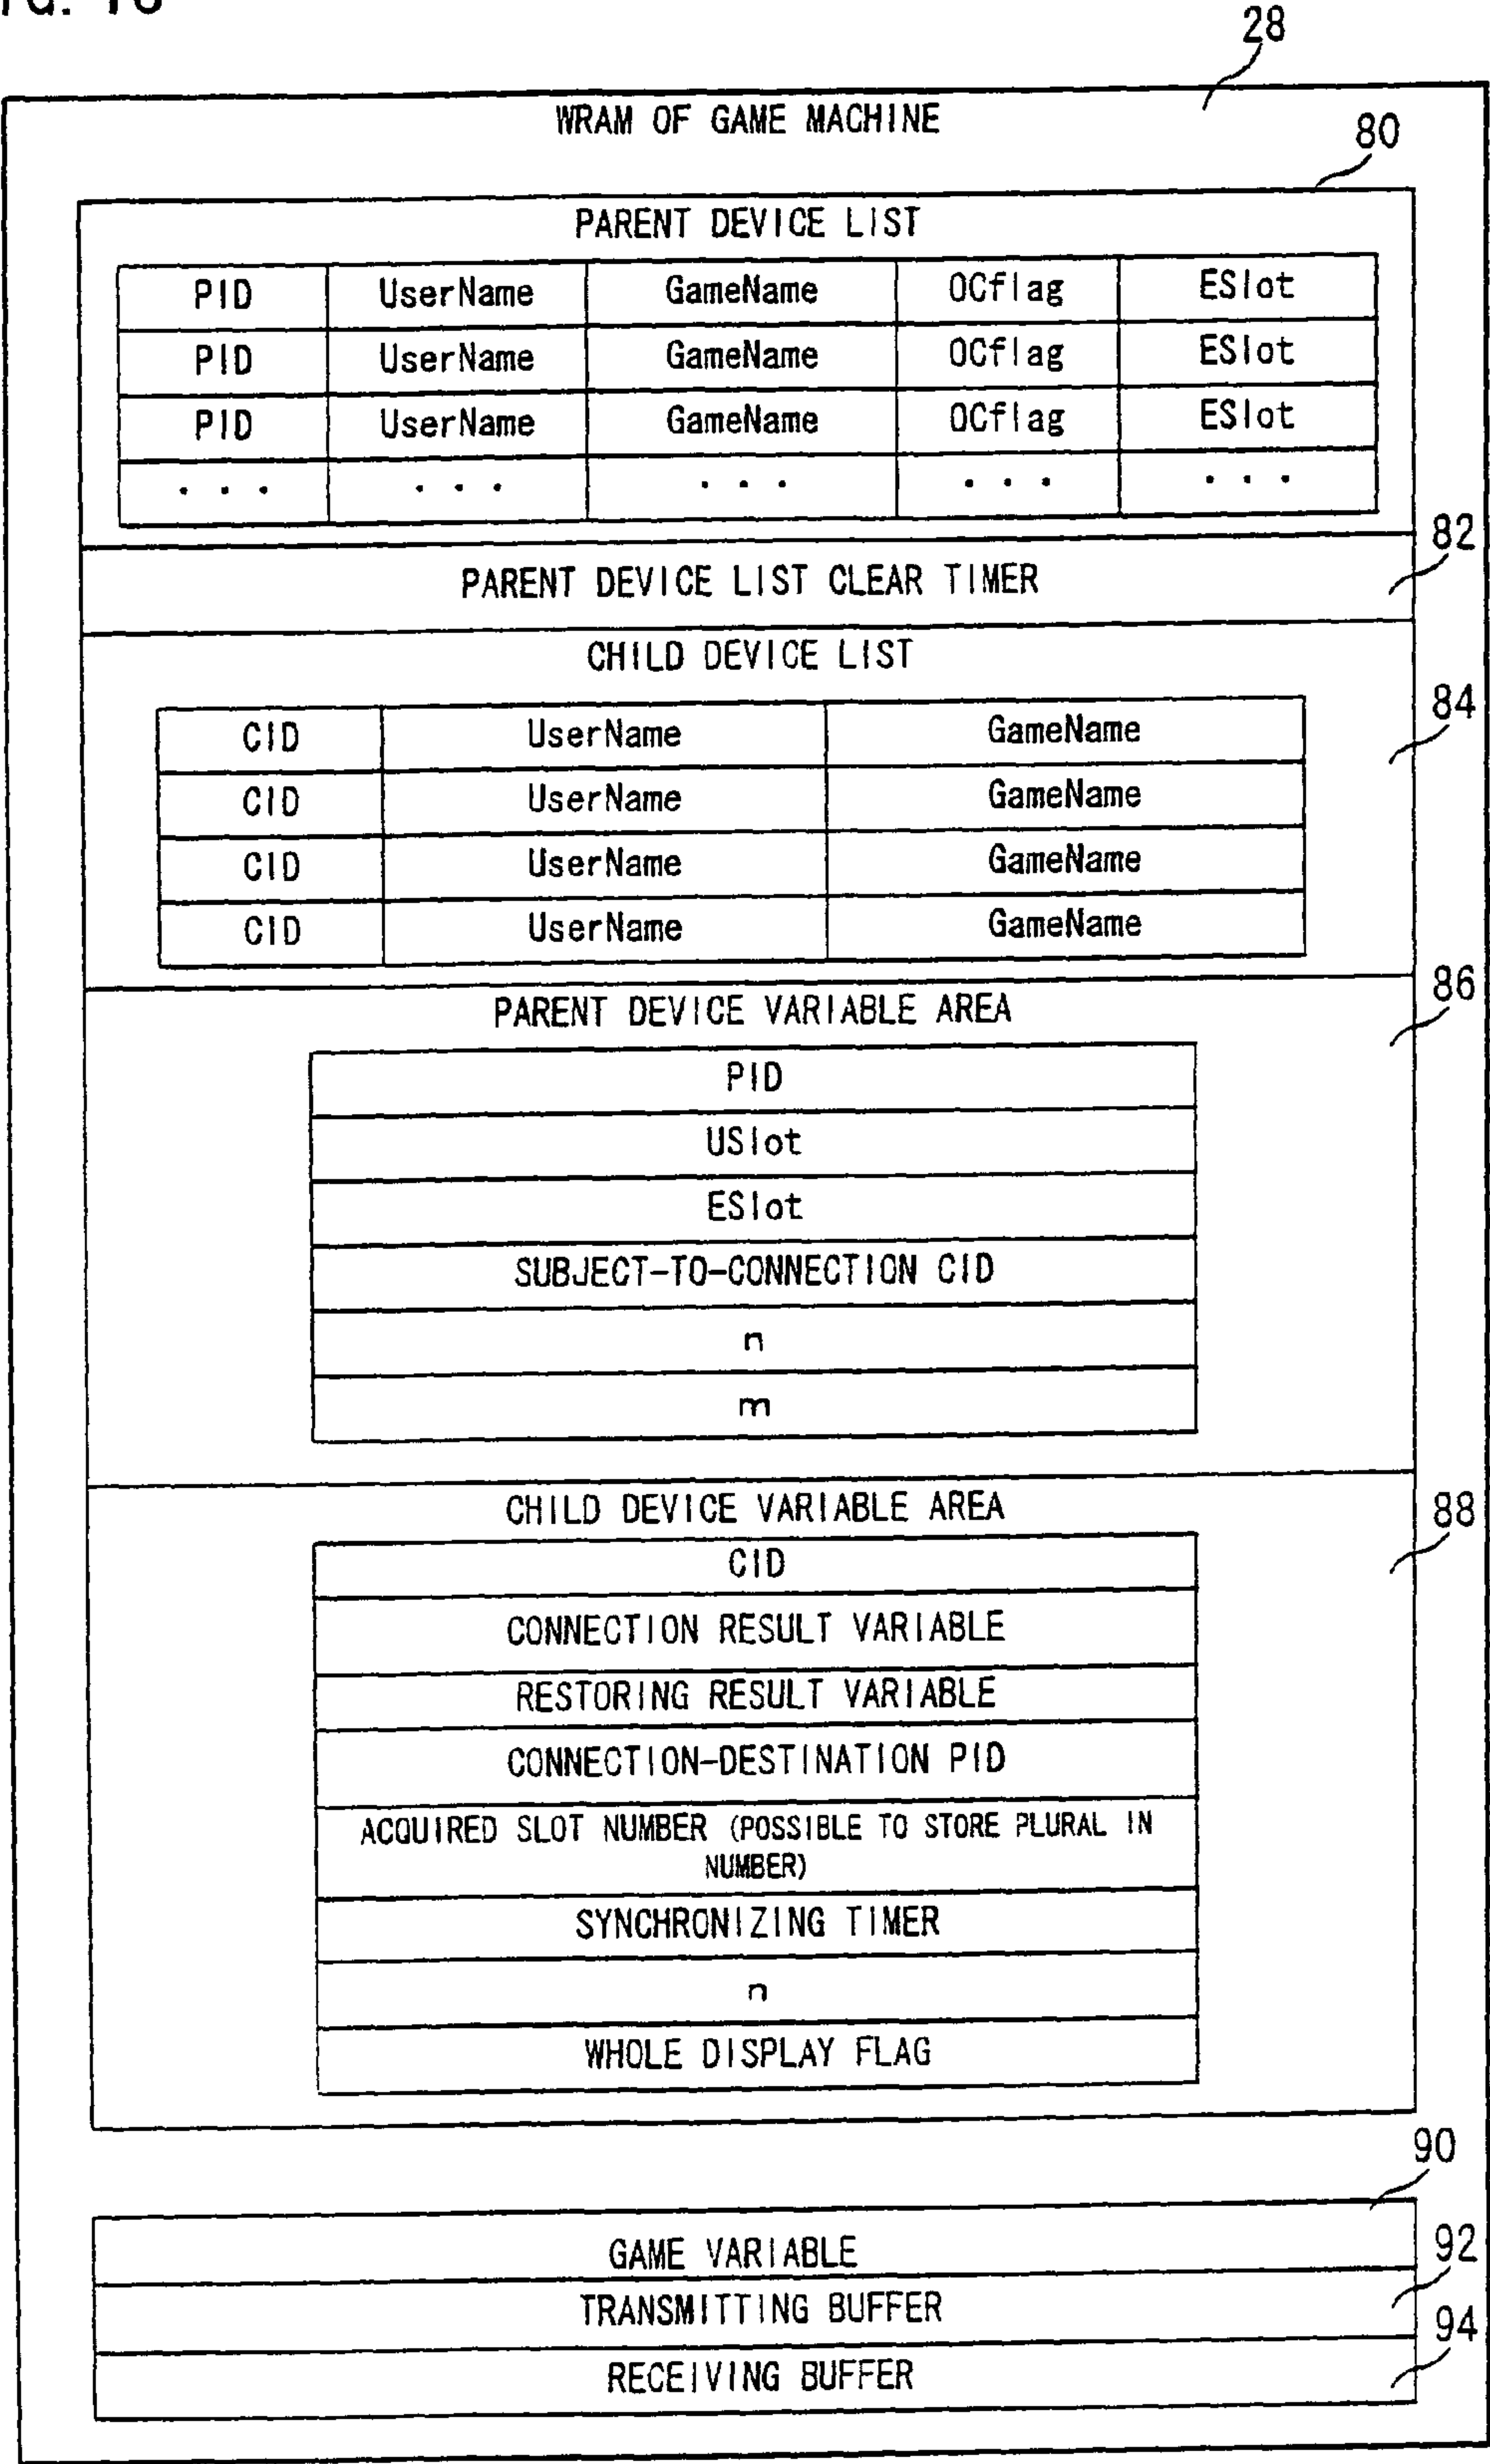 28
WRAM OF GAME MACHINE
80
PARENT DEVICE LIST
PID UserName GameName OCflag ESlot
PID UserName GameName OCflag ESlot
PID UserName GameName OCflag ESlot
... ... ... ... ...
82
PARENT DEVICE LIST CLEAR TIMER
CHILD DEVICE LIST
84
CID UserName GameName
CID UserName GameName
CID UserName GameName
CID UserName GameName
86
PARENT DEVICE VARIABLE AREA
PID
USlot
ESlot
SUBJECT-TO-CONNECTION CID
n
m
88
CHILD DEVICE VARIABLE AREA
CID
CONNECTION RESULT VARIABLE
RESTORING RESULT VARIABLE
CONNECTION-DESTINATION PID
ACQUIRED SLOT NUMBER (POSSIBLE TO STORE PLURAL IN
NUMBER)
SYNCHRONIZING TIMER
n
WHOLE DISPLAY FLAG
90
GAME VARIABLE
92
TRANSMITTING BUFFER
94
RECEIVING BUFFER